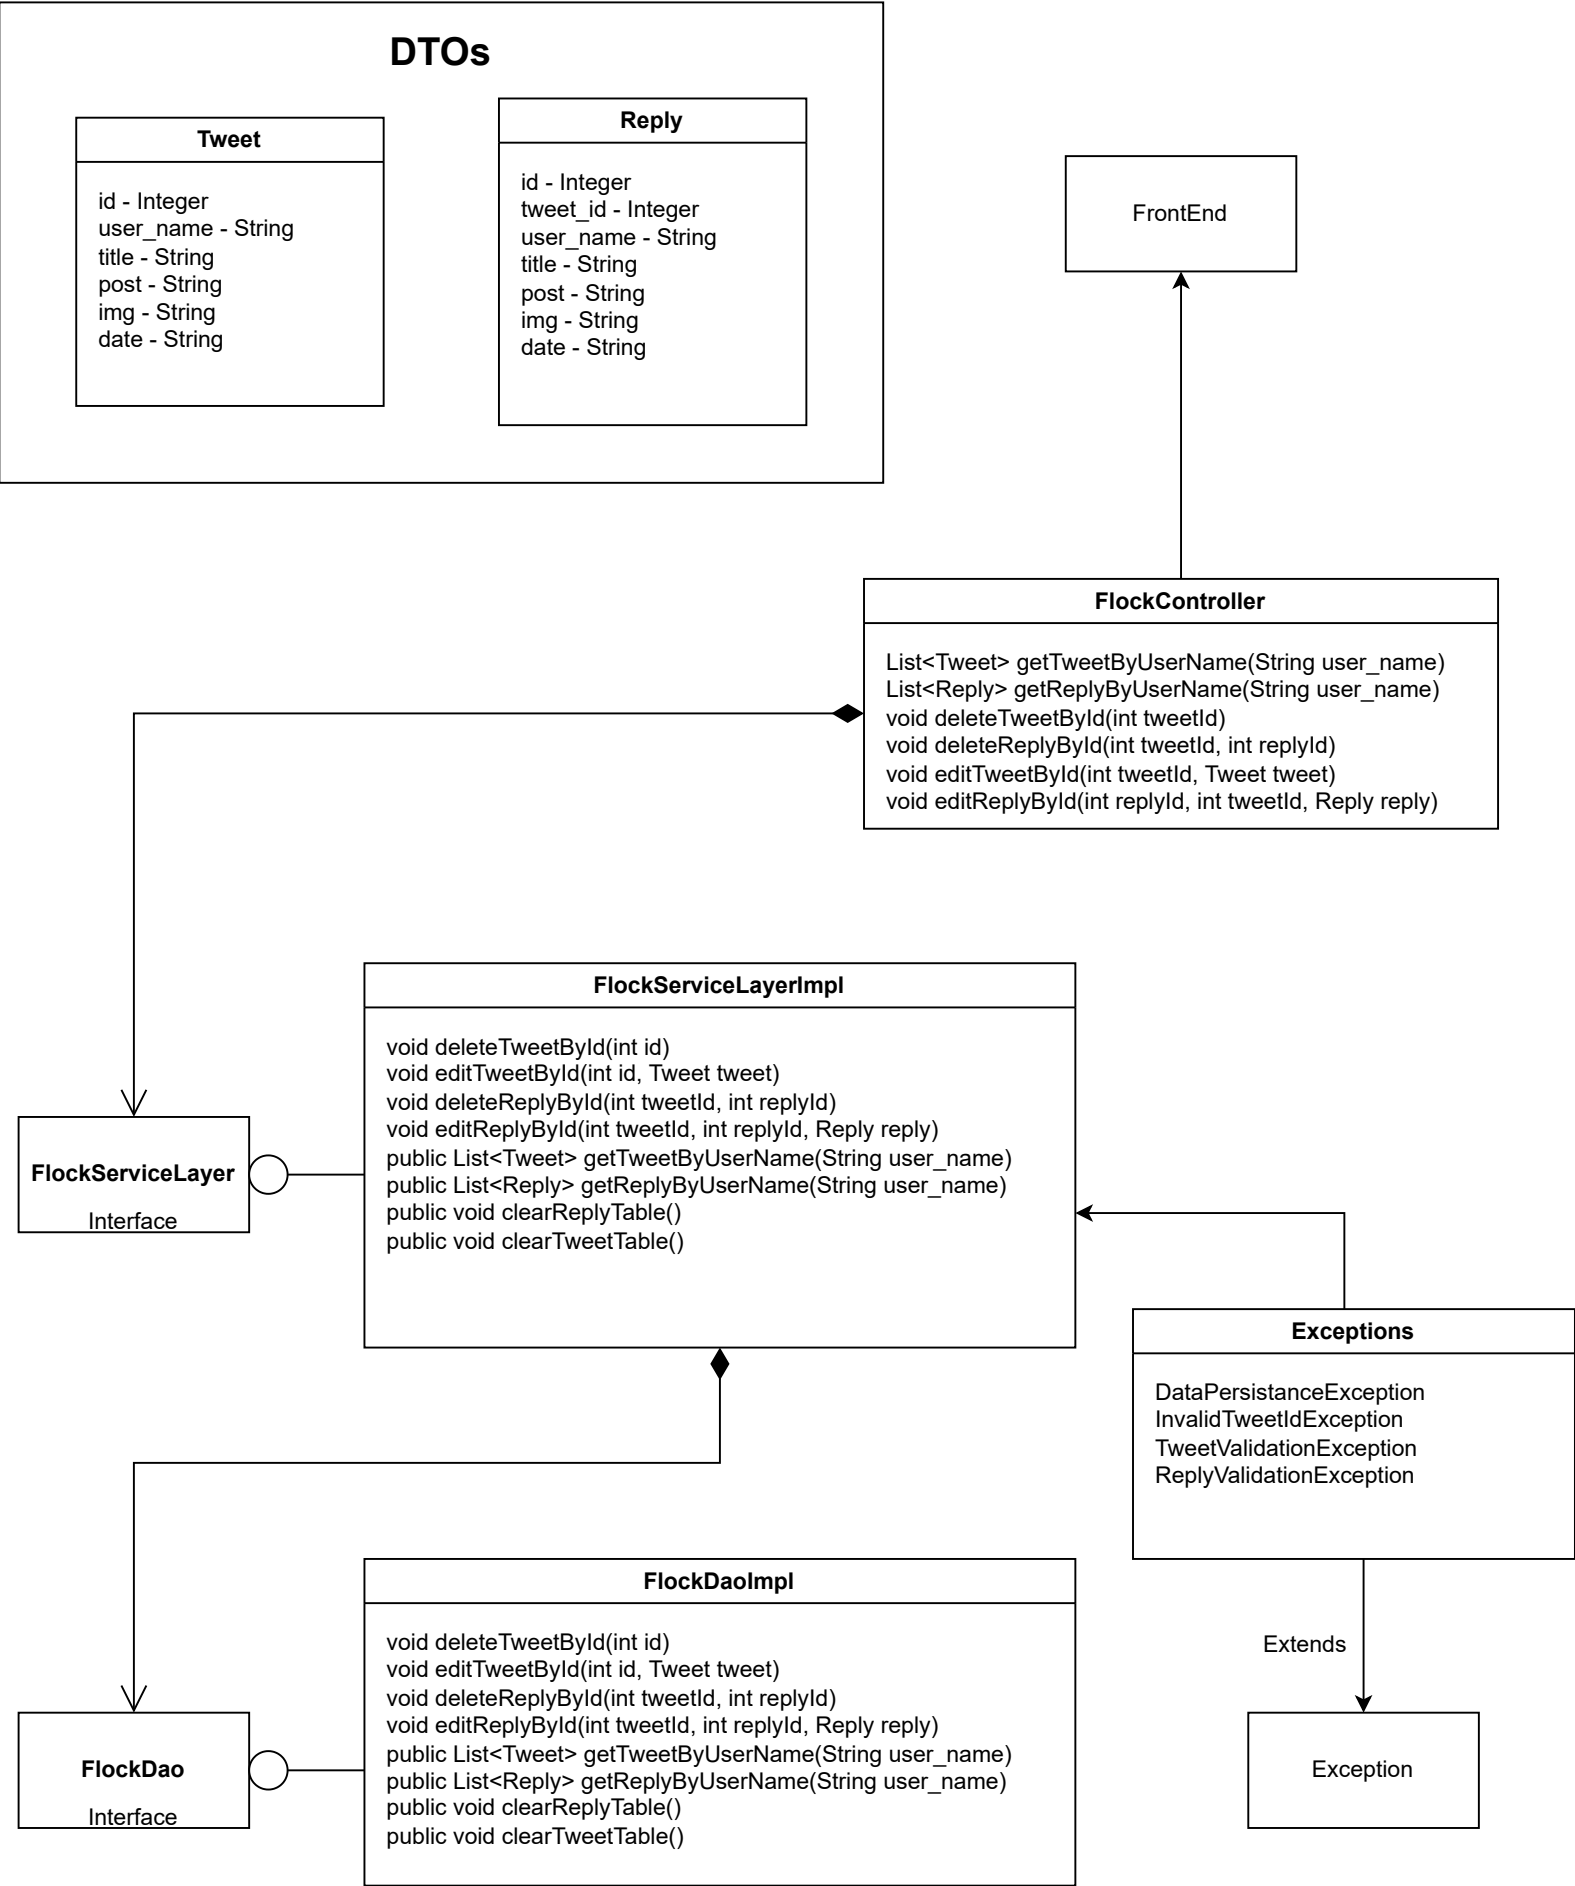 DTOs
Tweet
id - Integer
user_name - String
title - String
post - String
img - String
date - String
Reply
id - Integer
tweet_id - Integer
user_name - String
title - String
post - String
img - String
date - String
FrontEnd
FlockController
List<Tweet> getTweetByUserName(String user_name)
List<Reply> getReplyByUserName(String user_name)
void deleteTweetById(int tweetId)
void deleteReplyById(int tweetId, int replyId)
void editTweetById(int tweetId, Tweet tweet)
void editReplyById(int replyId, int tweetId, Reply reply)
FlockServiceLayerImpl
void deleteTweetById(int id)
void editTweetById(int id, Tweet tweet)
void deleteReplyById(int tweetId, int replyId)
void editReplyById(int tweetId, int replyId, Reply reply)
public List<Tweet> getTweetByUserName(String user_name)
public List<Reply> getReplyByUserName(String user_name)
public void clearReplyTable()
public void clearTweetTable()
FlockServiceLayer
Interface
Exceptions
DataPersistanceException
InvalidTweetIdException
TweetValidationException
ReplyValidationException
Extends
Exception
FlockDaoImpl
void deleteTweetById(int id)
void editTweetById(int id, Tweet tweet)
void deleteReplyById(int tweetId, int replyId)
void editReplyById(int tweetId, int replyId, Reply reply)
public List<Tweet> getTweetByUserName(String user_name)
public List<Reply> getReplyByUserName(String user_name)
public void clearReplyTable()
public void clearTweetTable()
FlockDao
Interface